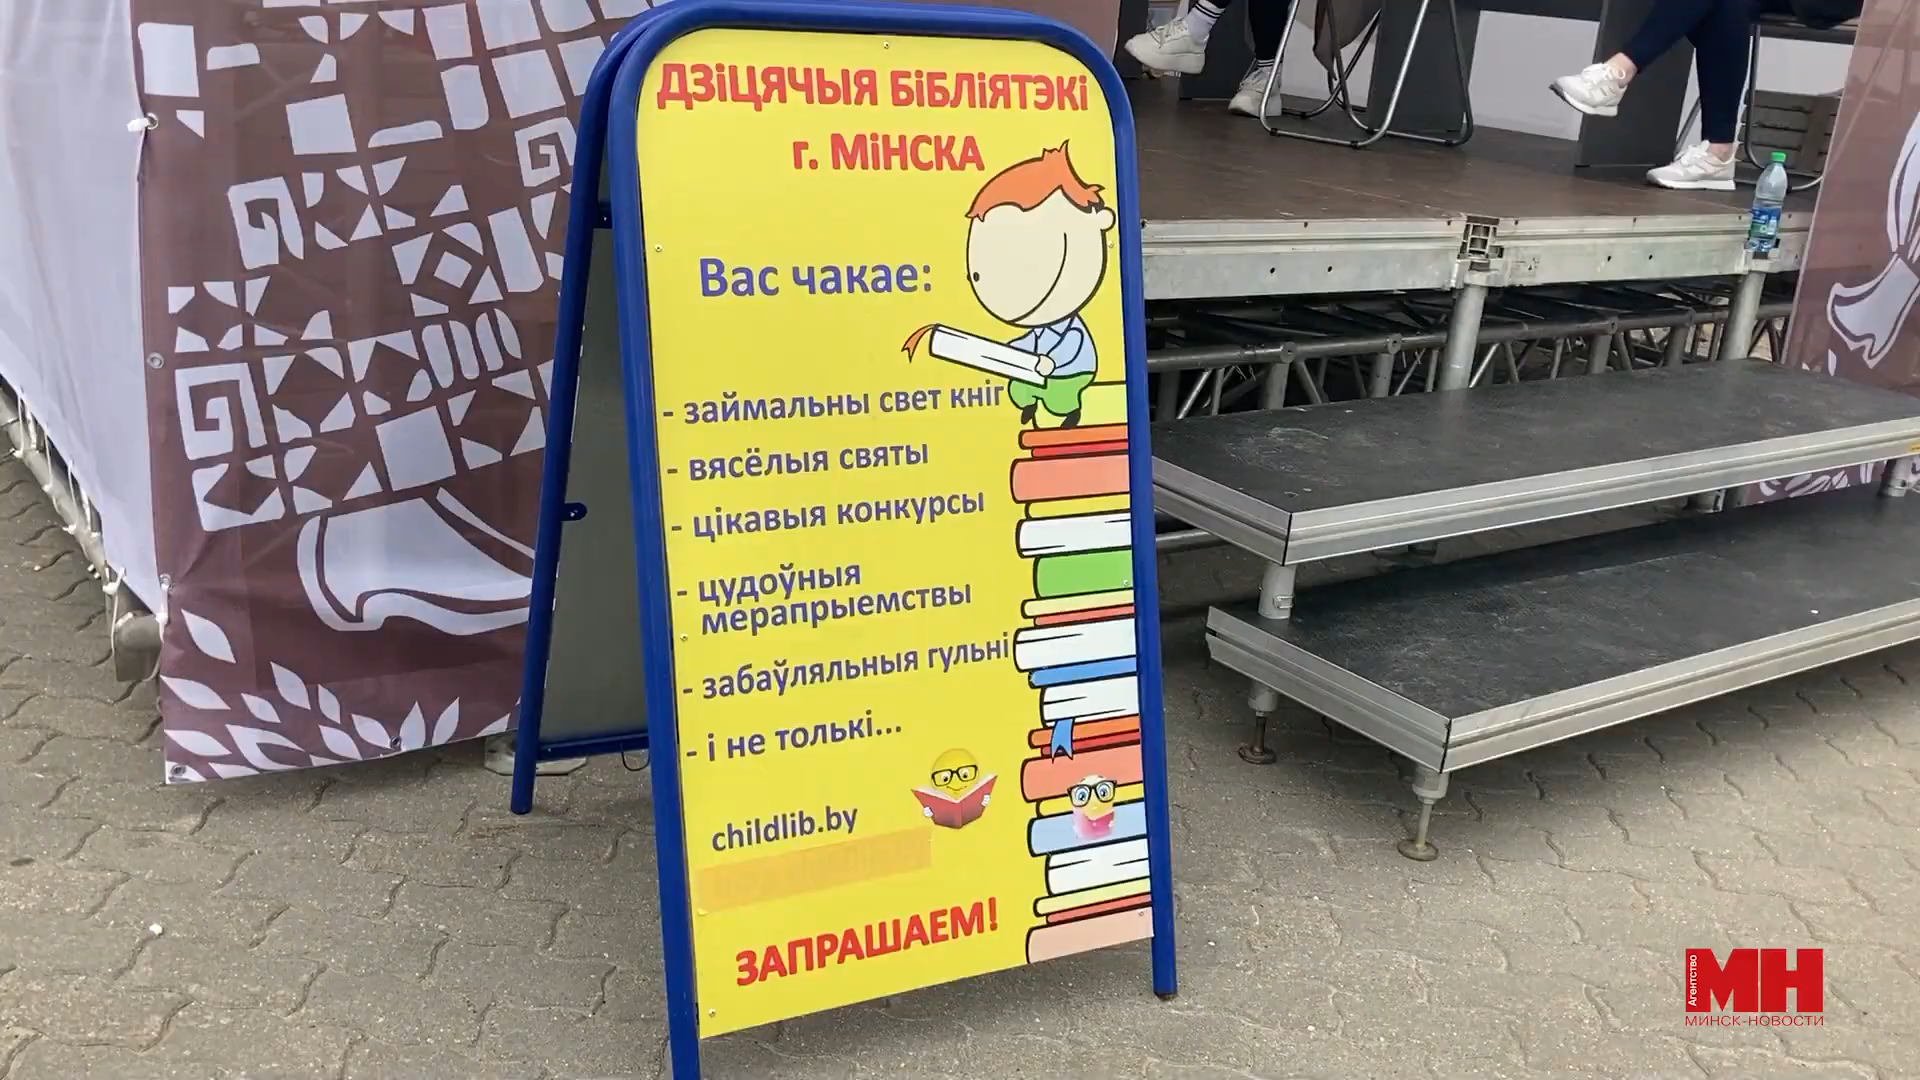 ДЗіЦЯЧЫЯ БіБЛіЯТЭКі
г. МіНСКА
Вас чакае:
- займальны свет кніг
- вясёлыя святы
- цікавыя конкурсы
- цудоўныя
мерапрыемствы
- забаўляльныя гульні
- і не толькі...
childlib.by
ЗАПРАШАЕМ!
Агентство
МН
МИНСК-НОВОСТИ